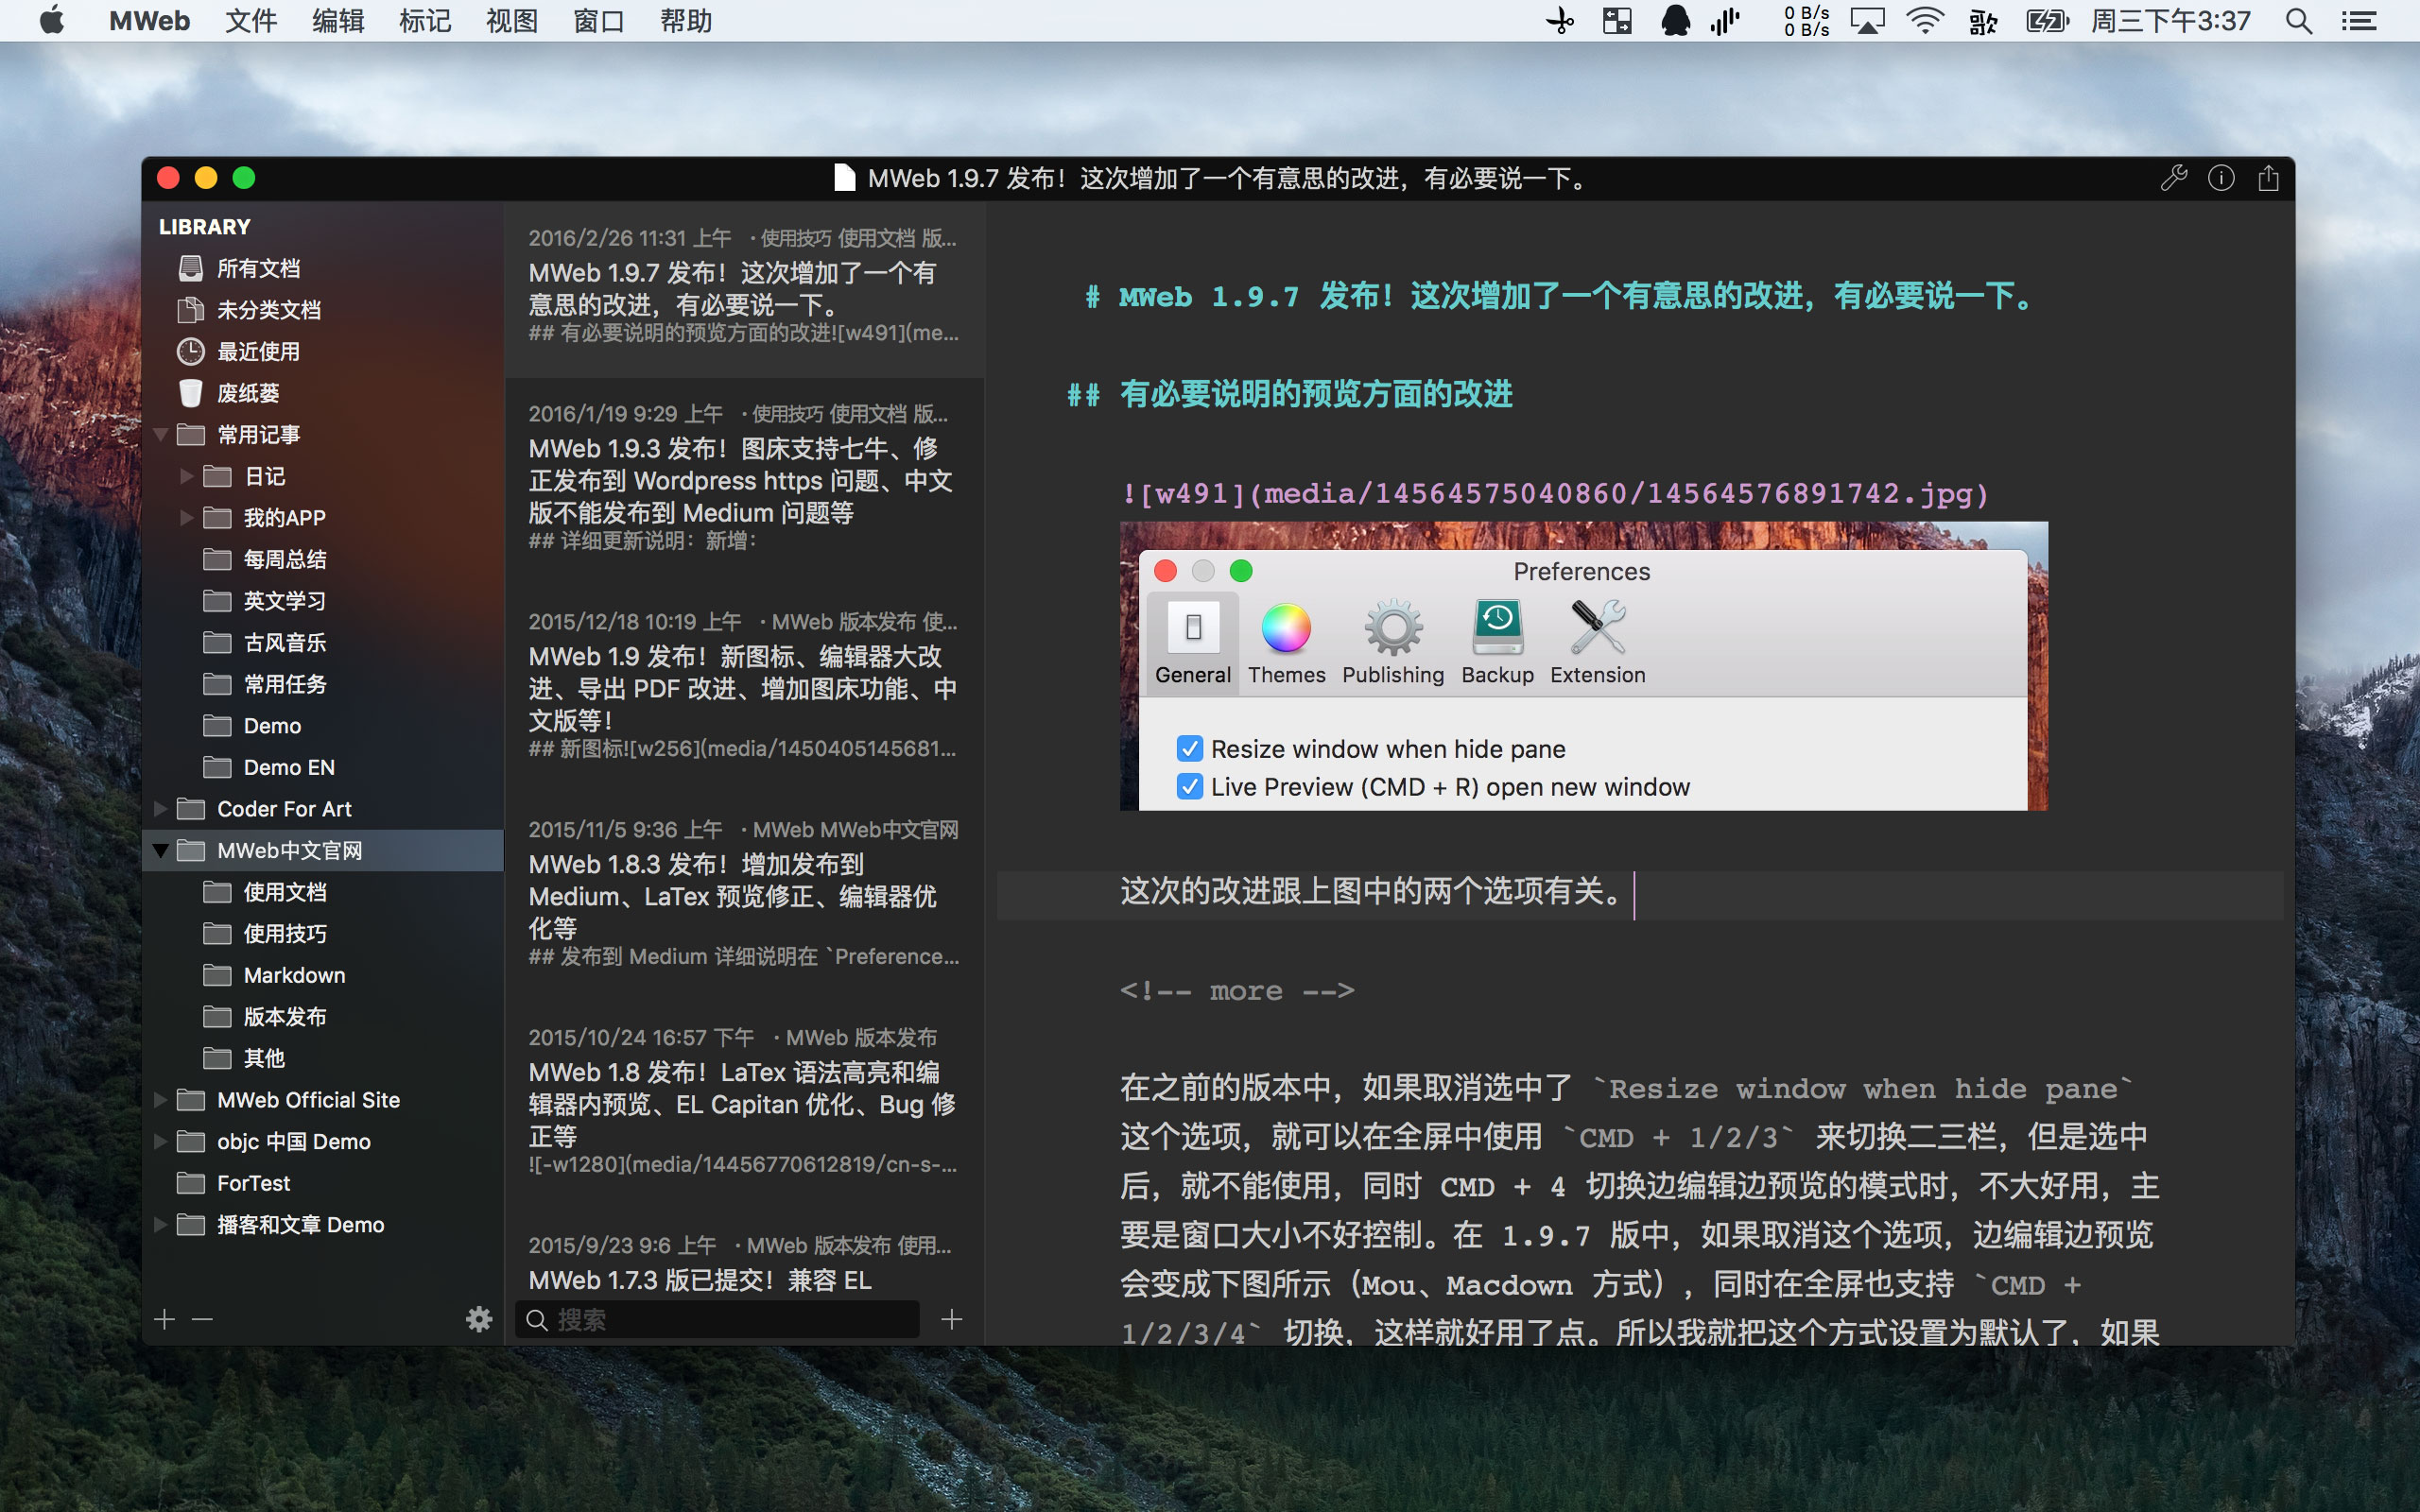 MWeb 文件 编辑 标记 视图 窗口 帮助
0 B/s
0 B/s
歌 周三下午3:37
MWeb 1.9.7 发布！这次增加了一个有意思的改进，有必要说一下。
LIBRARY
所有文档
未分类文档
最近使用
废纸蒌
常用记事
日记
我的APP
每周总结
英文学习
古风音乐
常用任务
Demo
Demo EN
Coder For Art
MWeb中文官网
使用文档
使用技巧
Markdown
版本发布
其他
MWeb Official Site
objc 中国 Demo
ForTest
播客和文章 Demo
2016/2/26 11:31 上午 · 使用技巧 使用文档 版...
MWeb 1.9.7 发布！这次增加了一个有
意思的改进，有必要说一下。
## 有必要说明的预览方面的改进![w491](me...
2016/1/19 9:29 上午 · 使用技巧 使用文档 版...
MWeb 1.9.3 发布！图床支持七牛、修
正发布到 Wordpress https 问题、中文
版不能发布到 Medium 问题等
## 详细更新说明：新增：
2015/12/18 10:19 上午 · MWeb 版本发布 使...
MWeb 1.9 发布！新图标、编辑器大改
进、导出 PDF 改进、增加图床功能、中
文版等！
## 新图标![w256](media/1450405145681...
2015/11/5 9:36 上午 · MWeb MWeb中文官网
MWeb 1.8.3 发布！增加发布到
Medium、LaTex 预览修正、编辑器优
化等
## 发布到 Medium 详细说明在 `Preference...
2015/10/24 16:57 下午 · MWeb 版本发布
MWeb 1.8 发布！LaTex 语法高亮和编
辑器内预览、EL Capitan 优化、Bug 修
正等
![-w1280](media/14456770612819/cn-s-...
2015/9/23 9:6 上午 · MWeb 版本发布 使用...
MWeb 1.7.3 版已提交！兼容 EL
搜索
# MWeb 1.9.7 发布！这次增加了一个有意思的改进，有必要说一下。
## 有必要说明的预览方面的改进
![w491](media/14564575040860/14564576891742.jpg)
Preferences
General Themes Publishing Backup Extension
Resize window when hide pane
Live Preview (CMD + R) open new window
这次的改进跟上图中的两个选项有关。
<!-- more -->
在之前的版本中，如果取消选中了 `Resize window when hide pane`
这个选项，就可以在全屏中使用 `CMD + 1/2/3` 来切换二三栏，但是选中
后，就不能使用，同时 CMD + 4 切换边编辑边预览的模式时，不大好用，主
要是窗口大小不好控制。在 1.9.7 版中，如果取消这个选项，边编辑边预览
会变成下图所示（Mou、Macdown 方式），同时在全屏也支持 `CMD +
1/2/3/4` 切换，这样就好用了点。所以我就把这个方式设置为默认了，如果